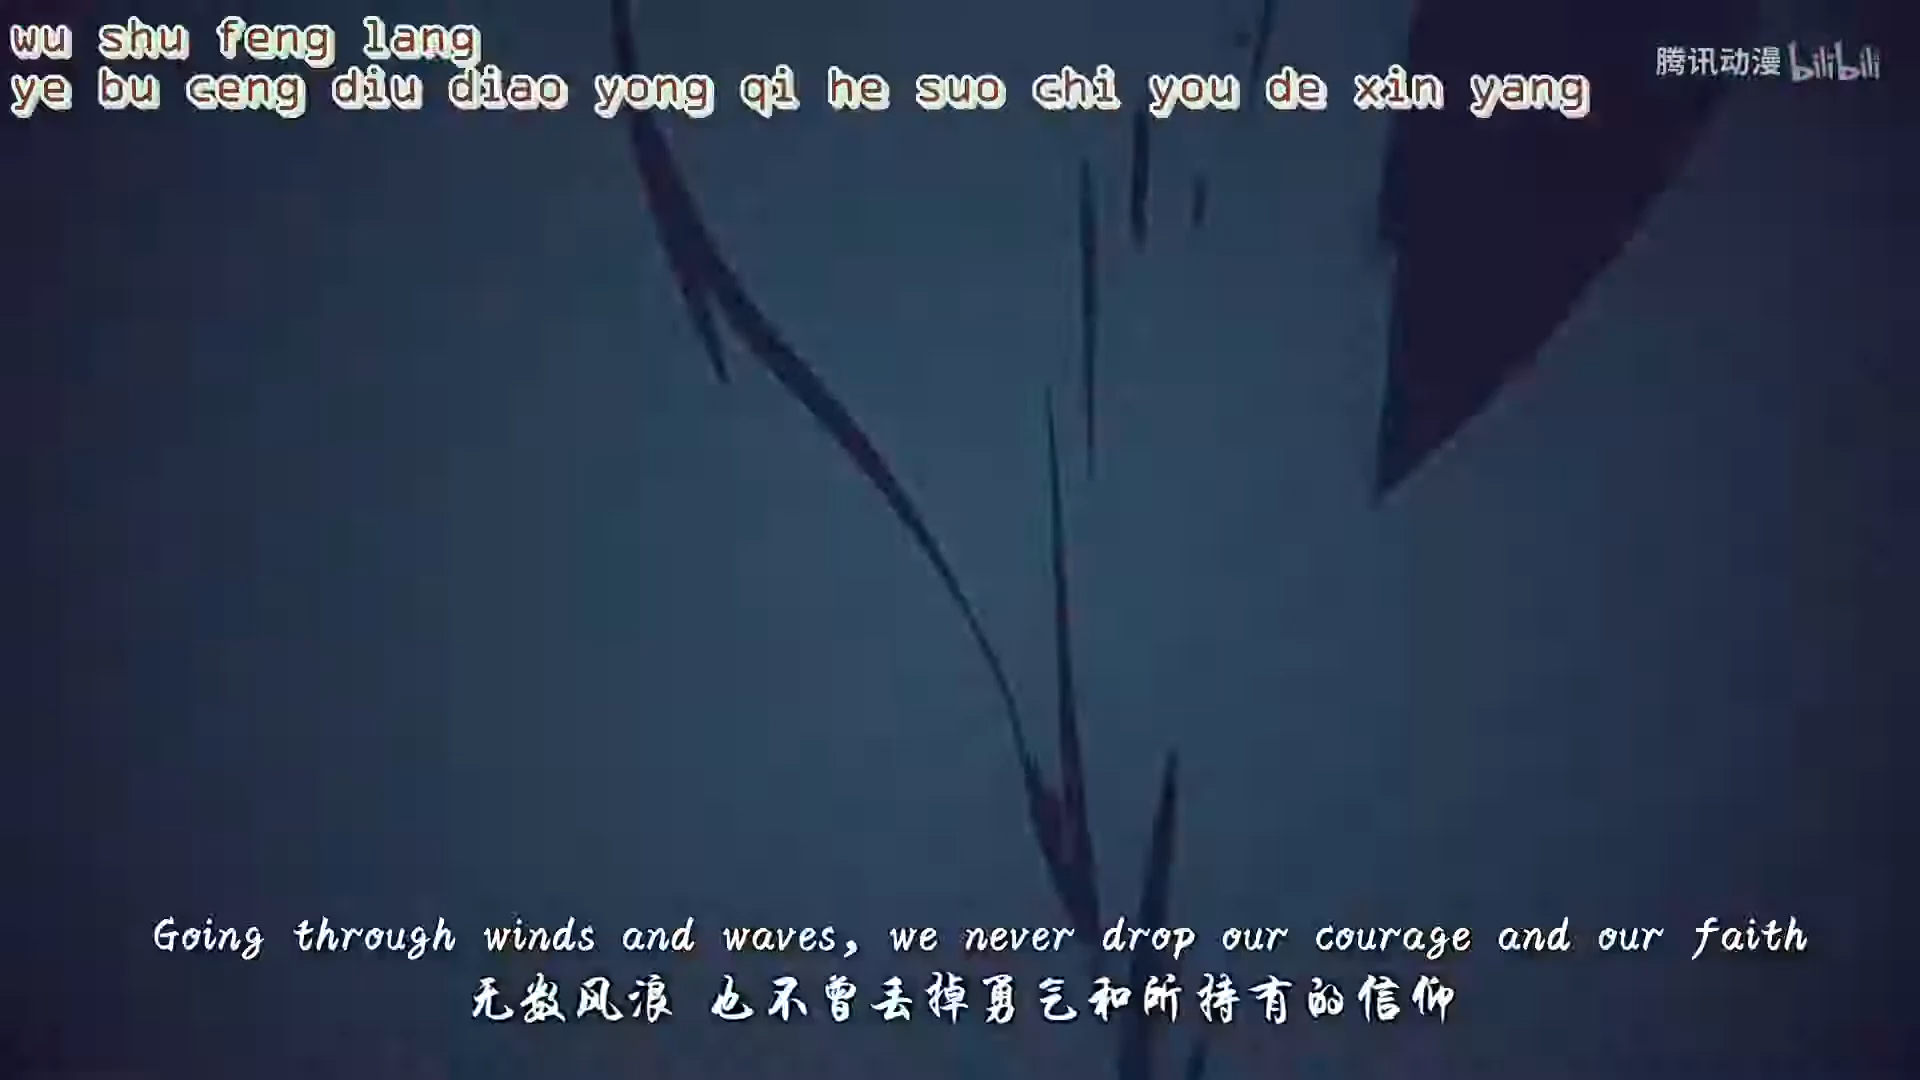 wu shu feng lang
ye bu ceng diu diao yong qi he suo chi you de xin yang
腾讯动漫 bilibili
Going through winds and waves, we never drop our courage and our faith
无数风浪 也不曾丢掉勇气和所持有的信仰